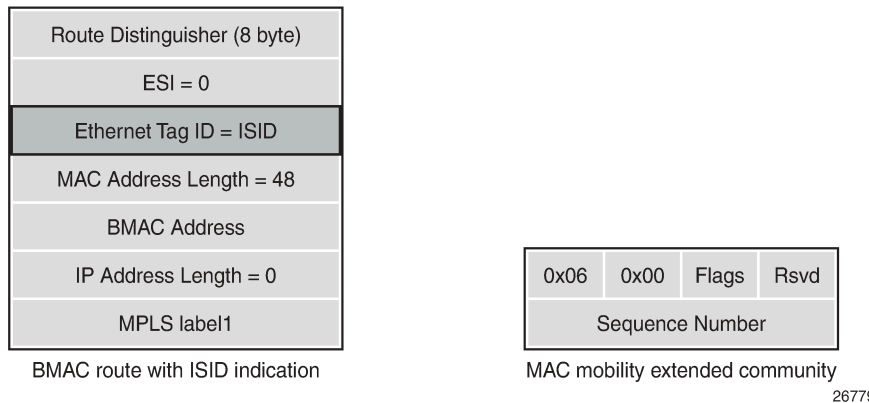 Route Distinguisher (8 byte)
ESI = 0
Ethernet Tag ID = ISID
MAC Address Length = 48
BMAC Address
IP Address Length = 0
MPLS label1
BMAC route with ISID indication
0x06 0x00 Flags Rsvd
Sequence Number
MAC mobility extended community
26779